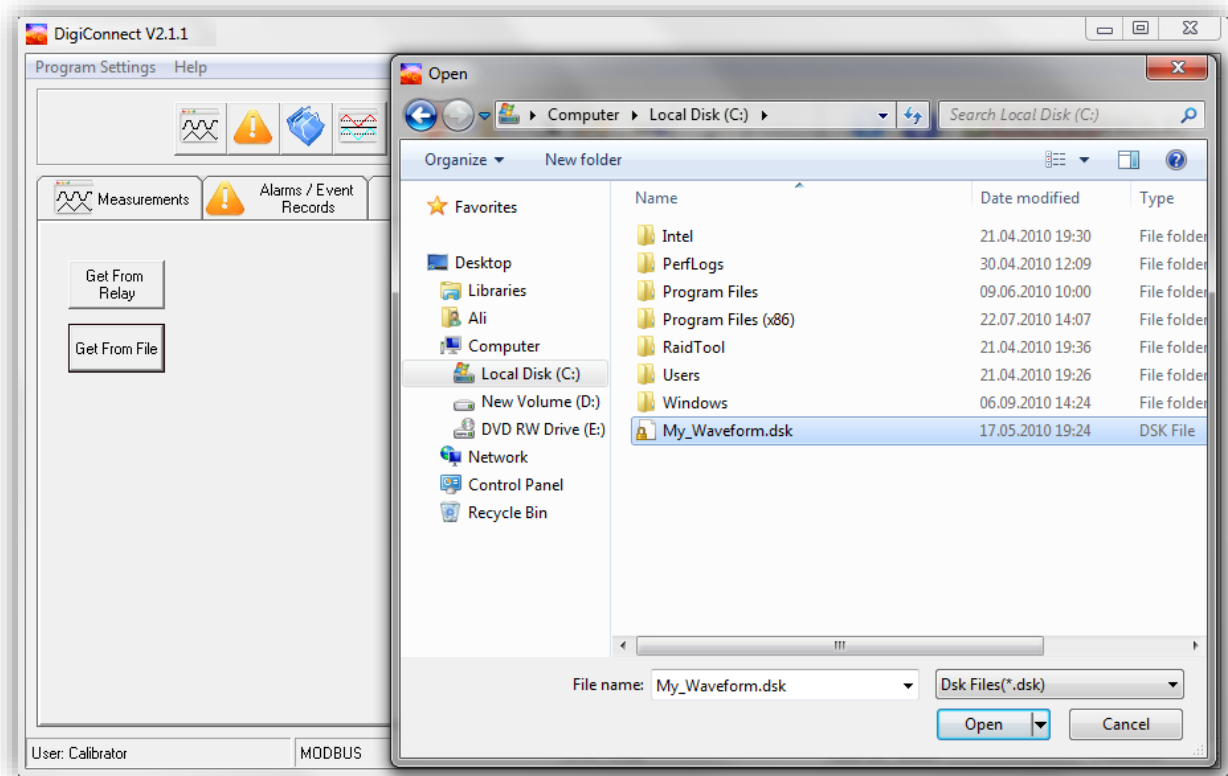 DigiConnect V2.1.1
Program Settings Help
Measurements
Alarms / Event
Records
Get From
Relay
Get From File
User: Calibrator
MODBUS
Open
Computer Local Disk (C:)
Search Local Disk (C:)
Organize
New folder
Favorites
Desktop
Libraries
Ali
Computer
Local Disk (C:)
New Volume (D:)
DVD RW Drive (E:)
Network
Control Panel
Recycle Bin
Name Date modified Type
Intel 21.04.2010 19:30 File folder
PerfLogs 30.04.2010 12:09 File folder
Program Files 09.06.2010 10:00 File folder
Program Files (x86) 22.07.2010 14:07 File folder
RaidTool 21.04.2010 19:36 File folder
Users 21.04.2010 19:26 File folder
Windows 06.09.2010 14:24 File folder
My_Waveform.dsk 17.05.2010 19:24 DSK File
File name: My_Waveform.dsk
Dsk Files(*.dsk)
Open
Cancel